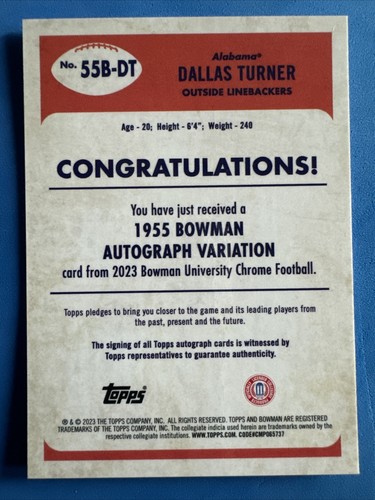 No. 55B-DT
Alabama®
DALLAS TURNER
OUTSIDE LINEBACKERS
Age - 20; Height - 6'4"; Weight - 240
CONGRATULATIONS!
You have just received a
1955 BOWMAN
AUTOGRAPH VARIATION
card from 2023 Bowman University Chrome Football.
Topps pledges to bring you closer to the game and its leading players from
the past, present and the future.
The signing of all Topps autograph cards is witnessed by
Topps representatives to guarantee authenticity.
Topps
® & © 2023 THE TOPPS COMPANY, INC. ALL RIGHTS RESERVED. TOPPS AND BOWMAN ARE REGISTERED
TRADEMARKS OF THE TOPPS COMPANY, INC. The collegiate indicia used herein are trademarks owned by the
respective collegiate institutions. WWW.TOPPS.COM. CODE#CMP065737